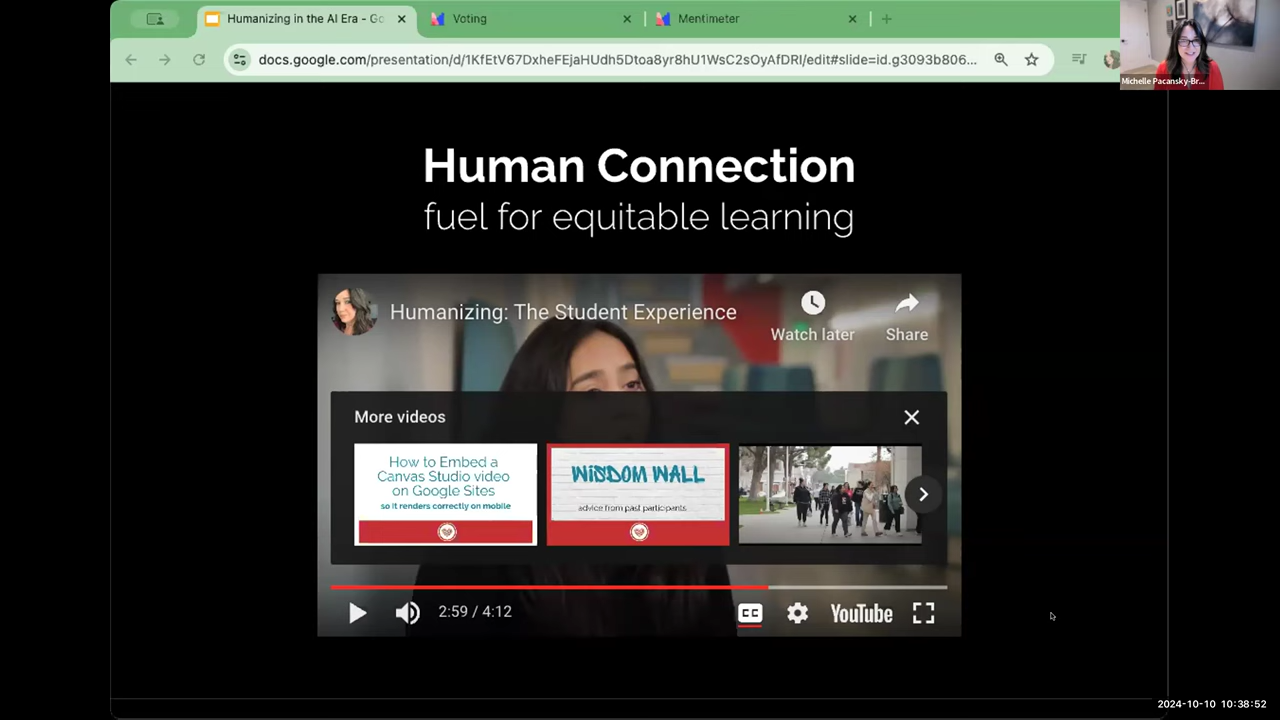 Humanizing in the AI Era - Go
Voting
Mentimeter
docs.google.com/presentation/d/1KfEtV67DxheFEjaHUdh5Dtoa8yr8hU1WsC2sOyAfDRI/edit#slide=id.g3093b806...
Michelle Pacansky-Br...
Human Connection
fuel for equitable learning
Humanizing: The Student Experience
Watch later
Share
More videos
How to Embed a
Canvas Studio video
on Google Sites
so it renders correctly on mobile
WISDOM WALL
advice from past participants
2:59 / 4:12
CC
YouTube
2024-10-10 10:38:52